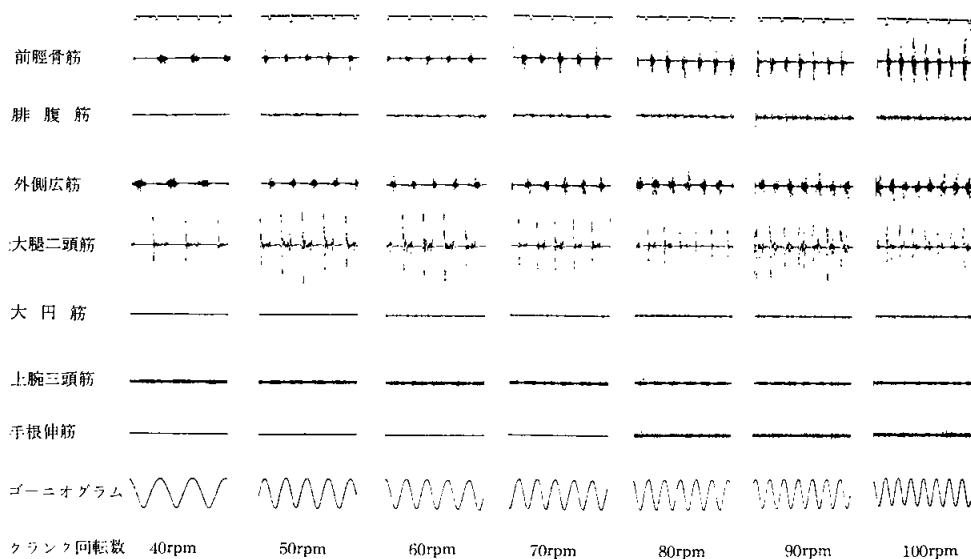 前脛骨筋
腓腹筋
外側広筋
大腿二頭筋
大円筋
上腕三頭筋
手根伸筋
ゴーニオグラム
クランク回転数 40rpm 50rpm 60rpm 70rpm 80rpm 90rpm 100rpm